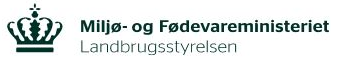 Miljø- og Fødevareministeriet
Landbrugsstyrelsen